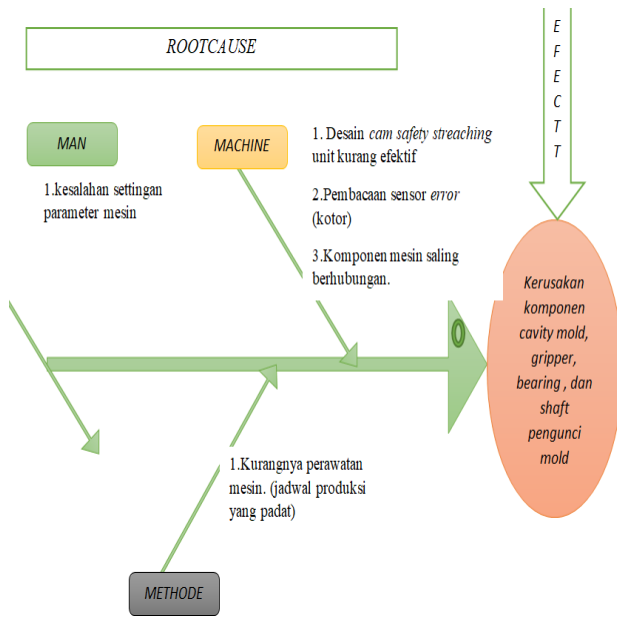 ROOTCAUSE
E
F
E
C
T
T
MAN
MACHINE
1. Desain cam safety streaching
unit kurang efektif
2.Pembacaan sensor error
(kotor)
3.Komponen mesin saling
berhubungan.
1.kesalahan settingan
parameter mesin
Kerusakan
komponen
cavity mold,
gripper,
bearing , dan
shaft
pengunci
mold
1.Kurangnya perawatan
mesin. (jadwal produksi
yang padat)
METHODE